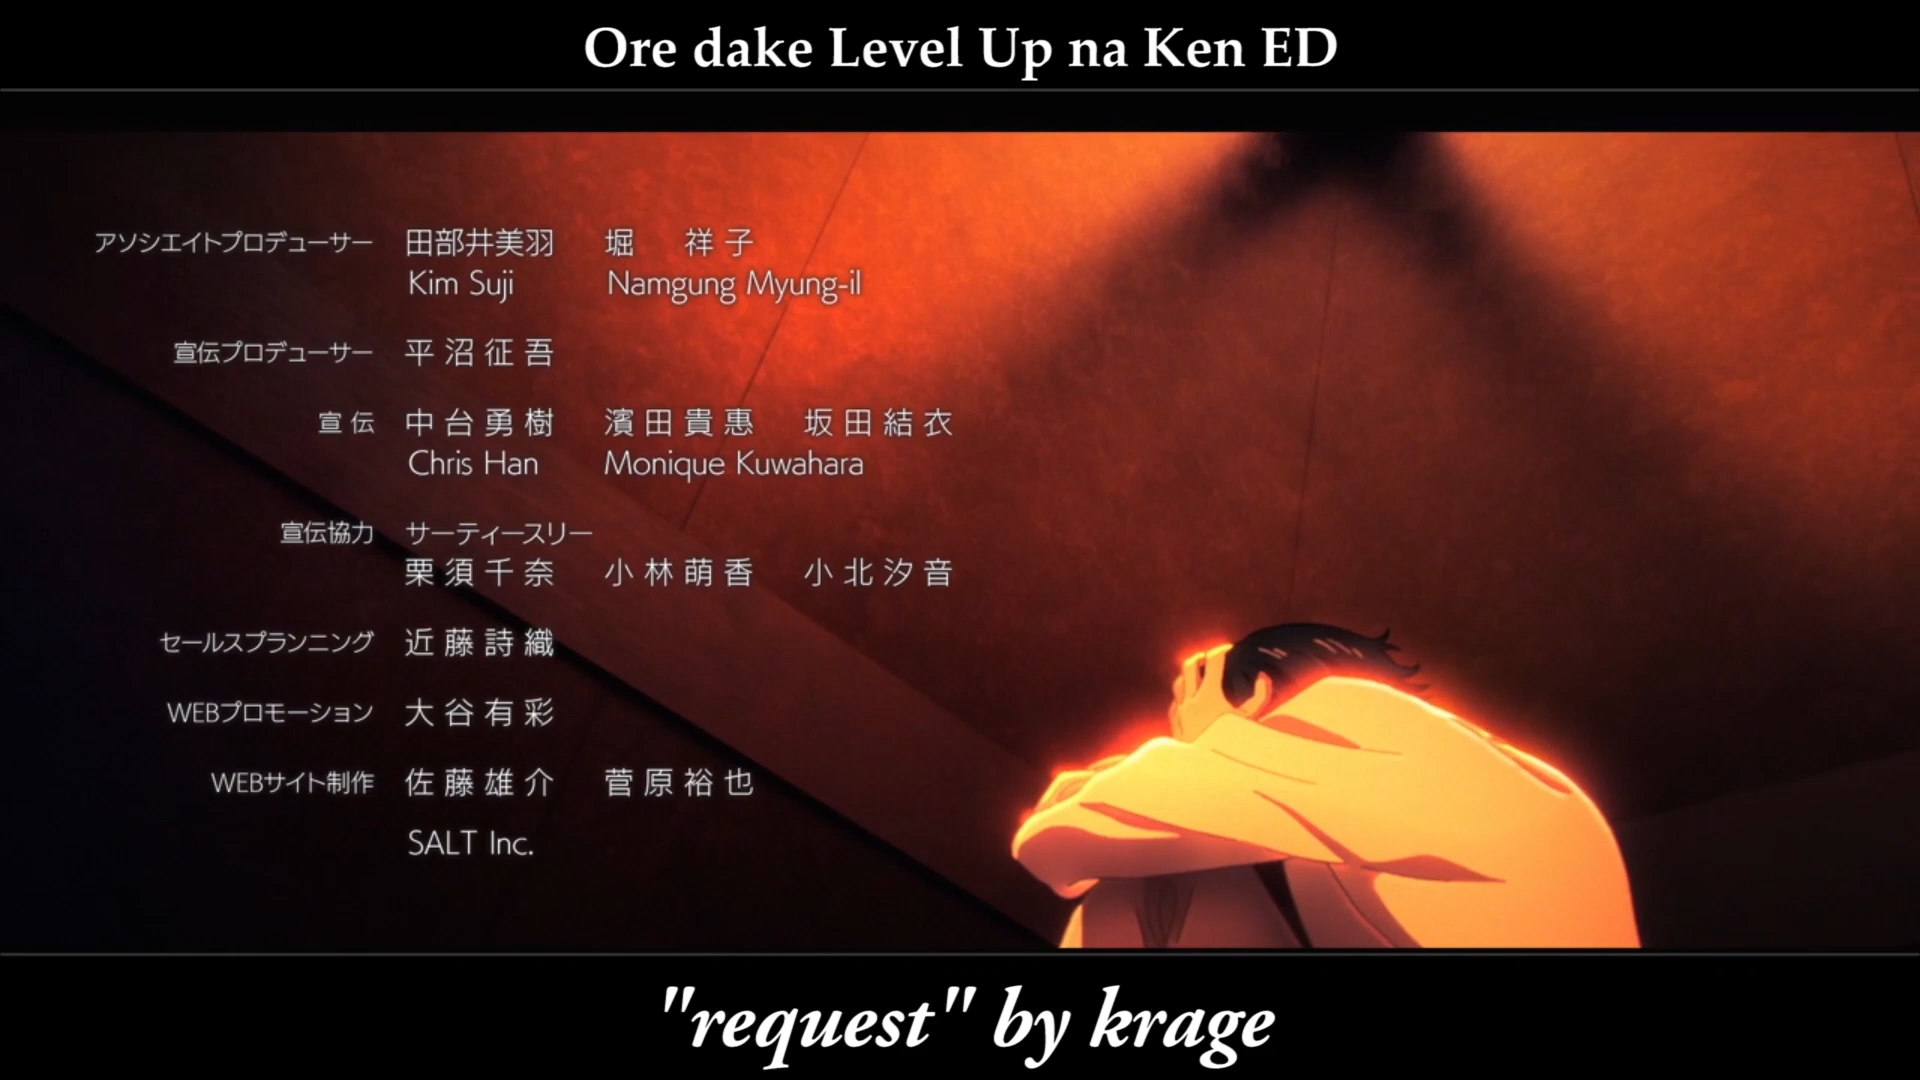 Ore dake Level Up na Ken ED
アソシエイトプロデューサー 田部井美羽 堀 祥子
Kim Suji Namgung Myung-il
宣伝プロデューサー 平沼征吾
宣伝 中台勇樹 濱田貴惠 坂田結衣
Chris Han Monique Kuwahara
宣伝協力 サーティースリー
栗須千奈 小林萌香 小北汐音
セールスプランニング 近藤詩織
WEBプロモーション 大谷有彩
WEBサイト制作 佐藤雄介 菅原裕也
SALT Inc.
"request" by krage